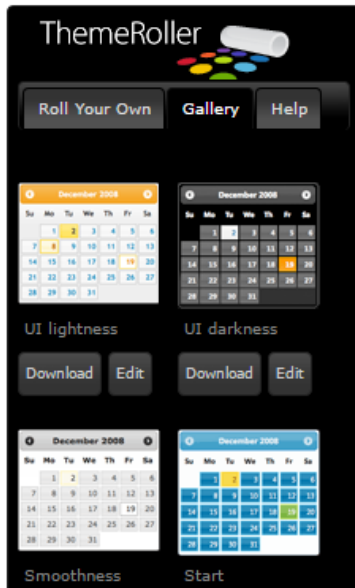 ThemeRoller
Roll Your Own Gallery Help
December 2008 December 2008
Su Mo Tu We Th Fr Sa Su Mo Tu We Th Fr Sa
1 2 3 4 5 6 1 2 3 4 5 6
7 8 9 10 11 12 13 7 8 9 10 11 12 13
14 15 16 17 18 19 20 14 15 16 17 18 19 20
21 22 23 24 25 26 27 21 22 23 24 25 26 27
28 29 30 31 28 29 30 31
UI lightness UI darkness
Download Edit Download Edit
December 2008 December 2008
Su Mo Tu We Th Fr Sa Su Mo Tu We Th Fr Sa
1 2 3 4 5 6 1 2 3 4 5 6
7 8 9 10 11 12 13 7 8 9 10 11 12 13
14 15 16 17 18 19 20 14 15 16 17 18 19 20
21 22 23 24 25 26 27 21 22 23 24 25 26 27
28 29 30 31 28 29 30 31
Smoothness Start